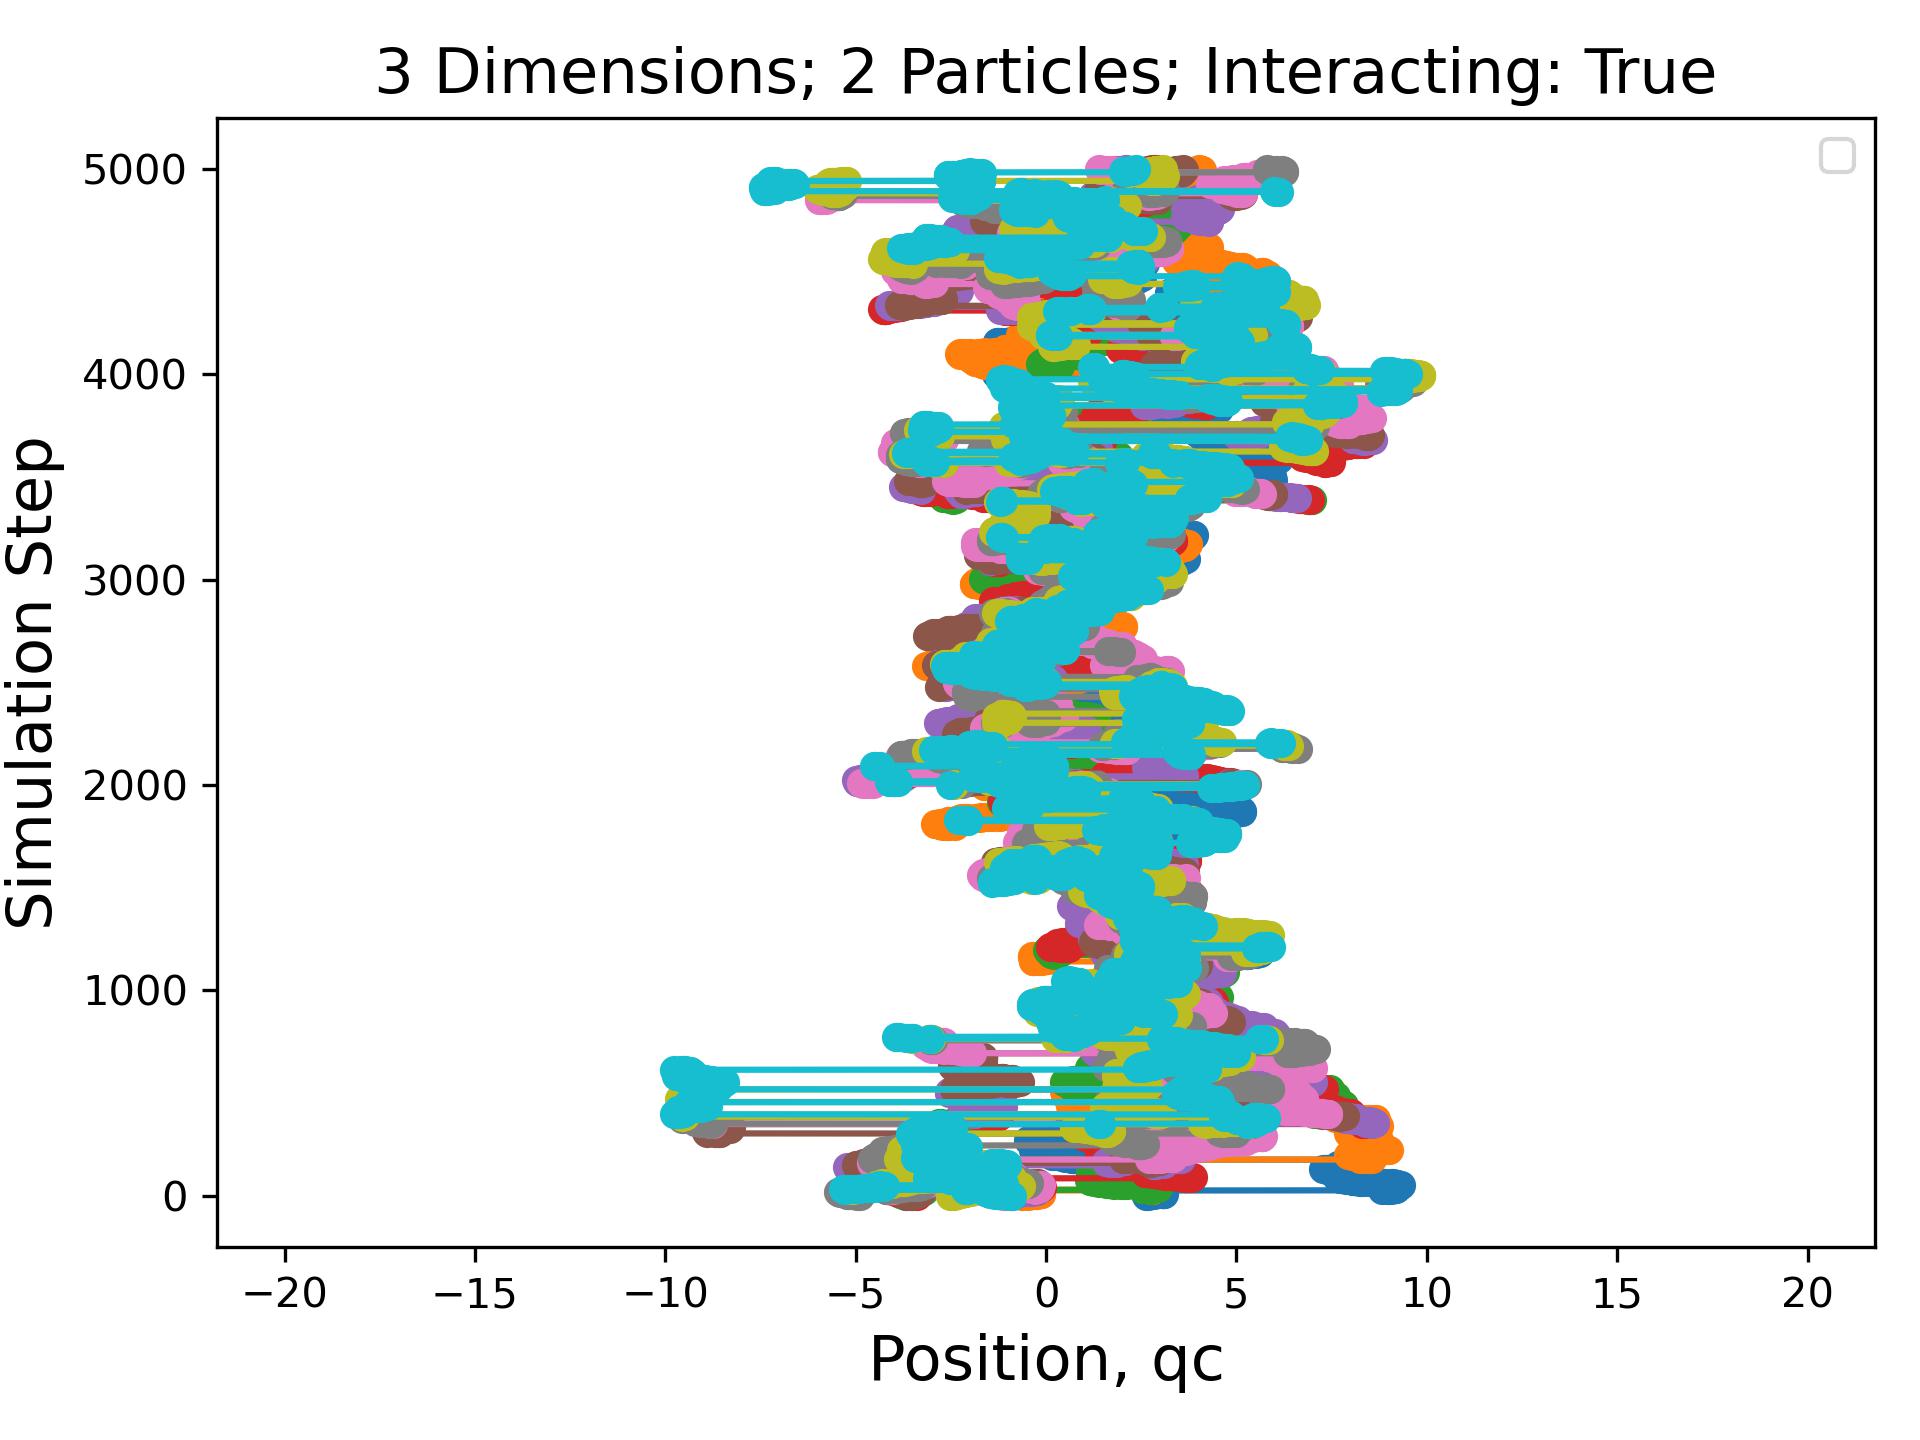 3 Dimensions; 2 Particles; Interacting: True
5000
4000
3000
2000
1000
0
Simulation Step
−20 −15 −10 −5 0 5 10 15 20
Position, qc